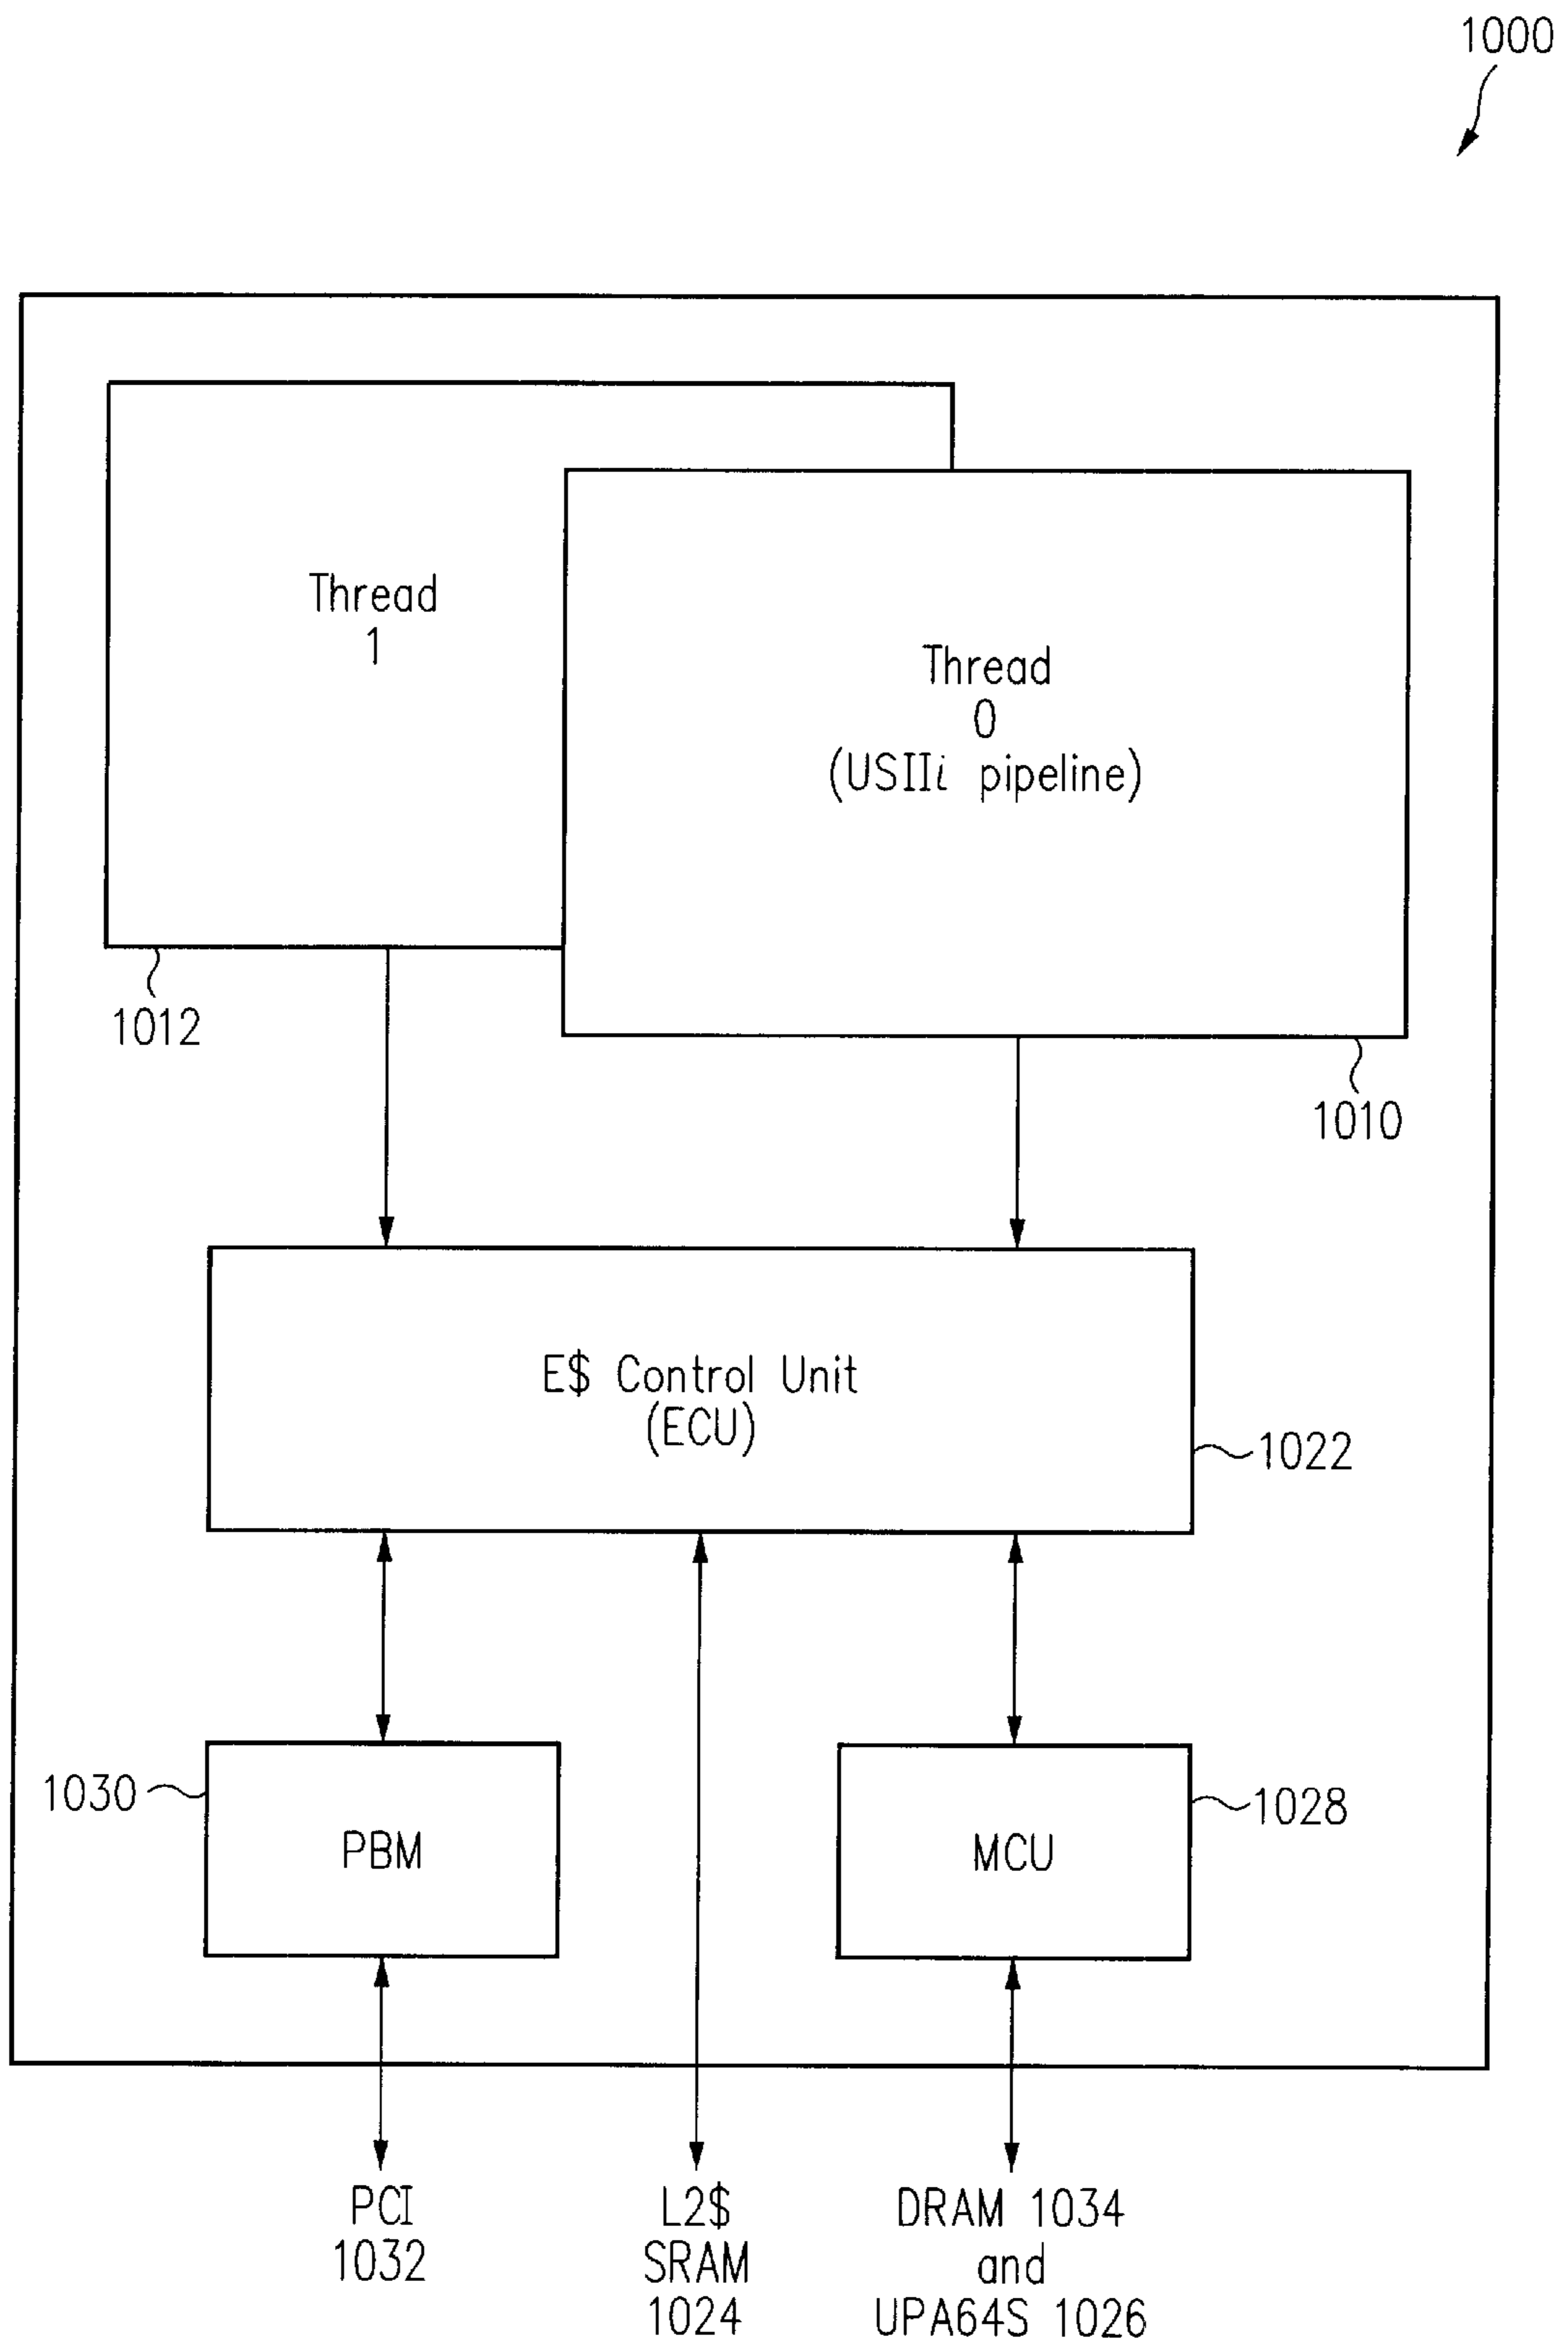 1000
Thread
1
Thread
0
(USIIi pipeline)
1012
1010
E$ Control Unit
(ECU)
1022
1030
PBM
MCU
1028
PCI
1032
L2$
SRAM
1024
DRAM 1034
and
UPA64S 1026